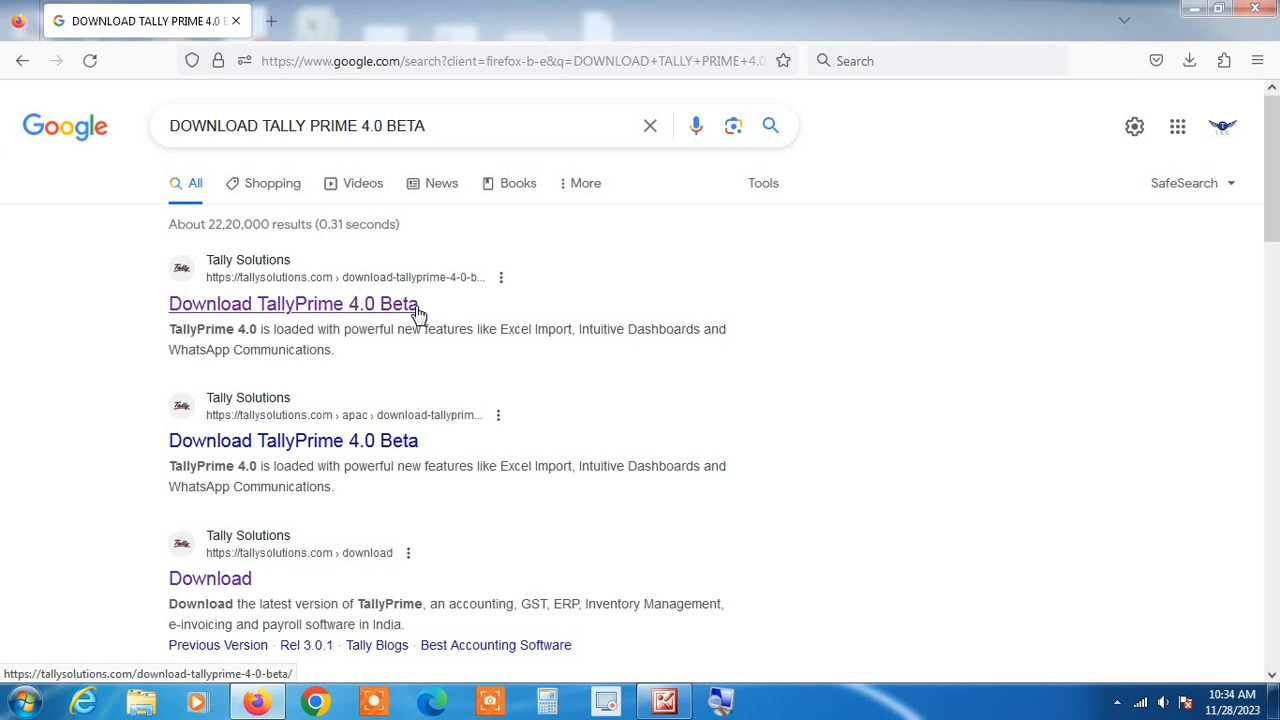 DOWNLOAD TALLY PRIME 4.0 B
https://www.google.com/search?client=firefox-b-e&q=DOWNLOAD+TALLY+PRIME+4.0
Search
Google
DOWNLOAD TALLY PRIME 4.0 BETA
All
Shopping
Videos
News
Books
More
Tools
SafeSearch
About 22,20,000 results (0.31 seconds)
Tally Solutions
https://tallysolutions.com › download-tallyprime-4-0-b...
Download TallyPrime 4.0 Beta
TallyPrime 4.0 is loaded with powerful new features like Excel Import, Intuitive Dashboards and
WhatsApp Communications.
Tally Solutions
https://tallysolutions.com › apac › download-tallyprim...
Download TallyPrime 4.0 Beta
TallyPrime 4.0 is loaded with powerful new features like Excel Import, Intuitive Dashboards and
WhatsApp Communications.
Tally Solutions
https://tallysolutions.com › download
Download
Download the latest version of TallyPrime, an accounting, GST, ERP, Inventory Management,
e-invoicing and payroll software in India.
Previous Version · Rel 3.0.1 · Tally Blogs · Best Accounting Software
https://tallysolutions.com/download-tallyprime-4-0-beta/
10:34 AM
11/28/2023